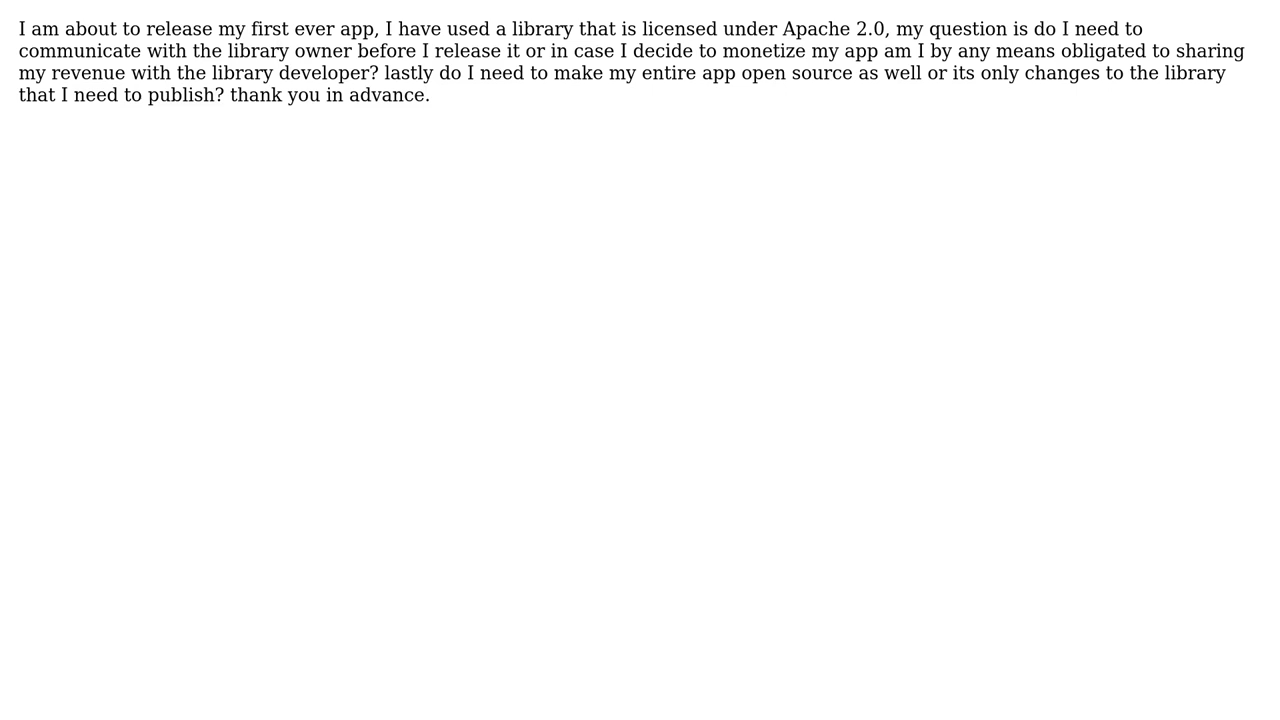 I am about to release my first ever app, I have used a library that is licensed under Apache 2.0, my question is do I need to
communicate with the library owner before I release it or in case I decide to monetize my app am I by any means obligated to sharing
my revenue with the library developer? lastly do I need to make my entire app open source as well or its only changes to the library
that I need to publish? thank you in advance.